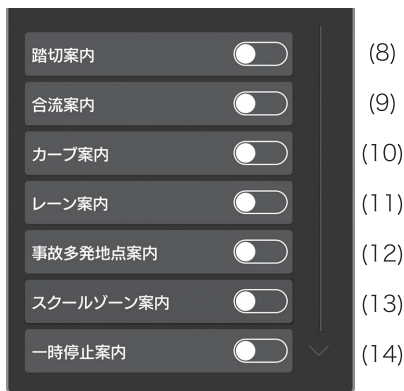 踏切案内 (8)
合流案内 (9)
カーブ案内 (10)
レーン案内 (11)
事故多発地点案内 (12)
スクールゾーン案内 (13)
一時停止案内 (14)